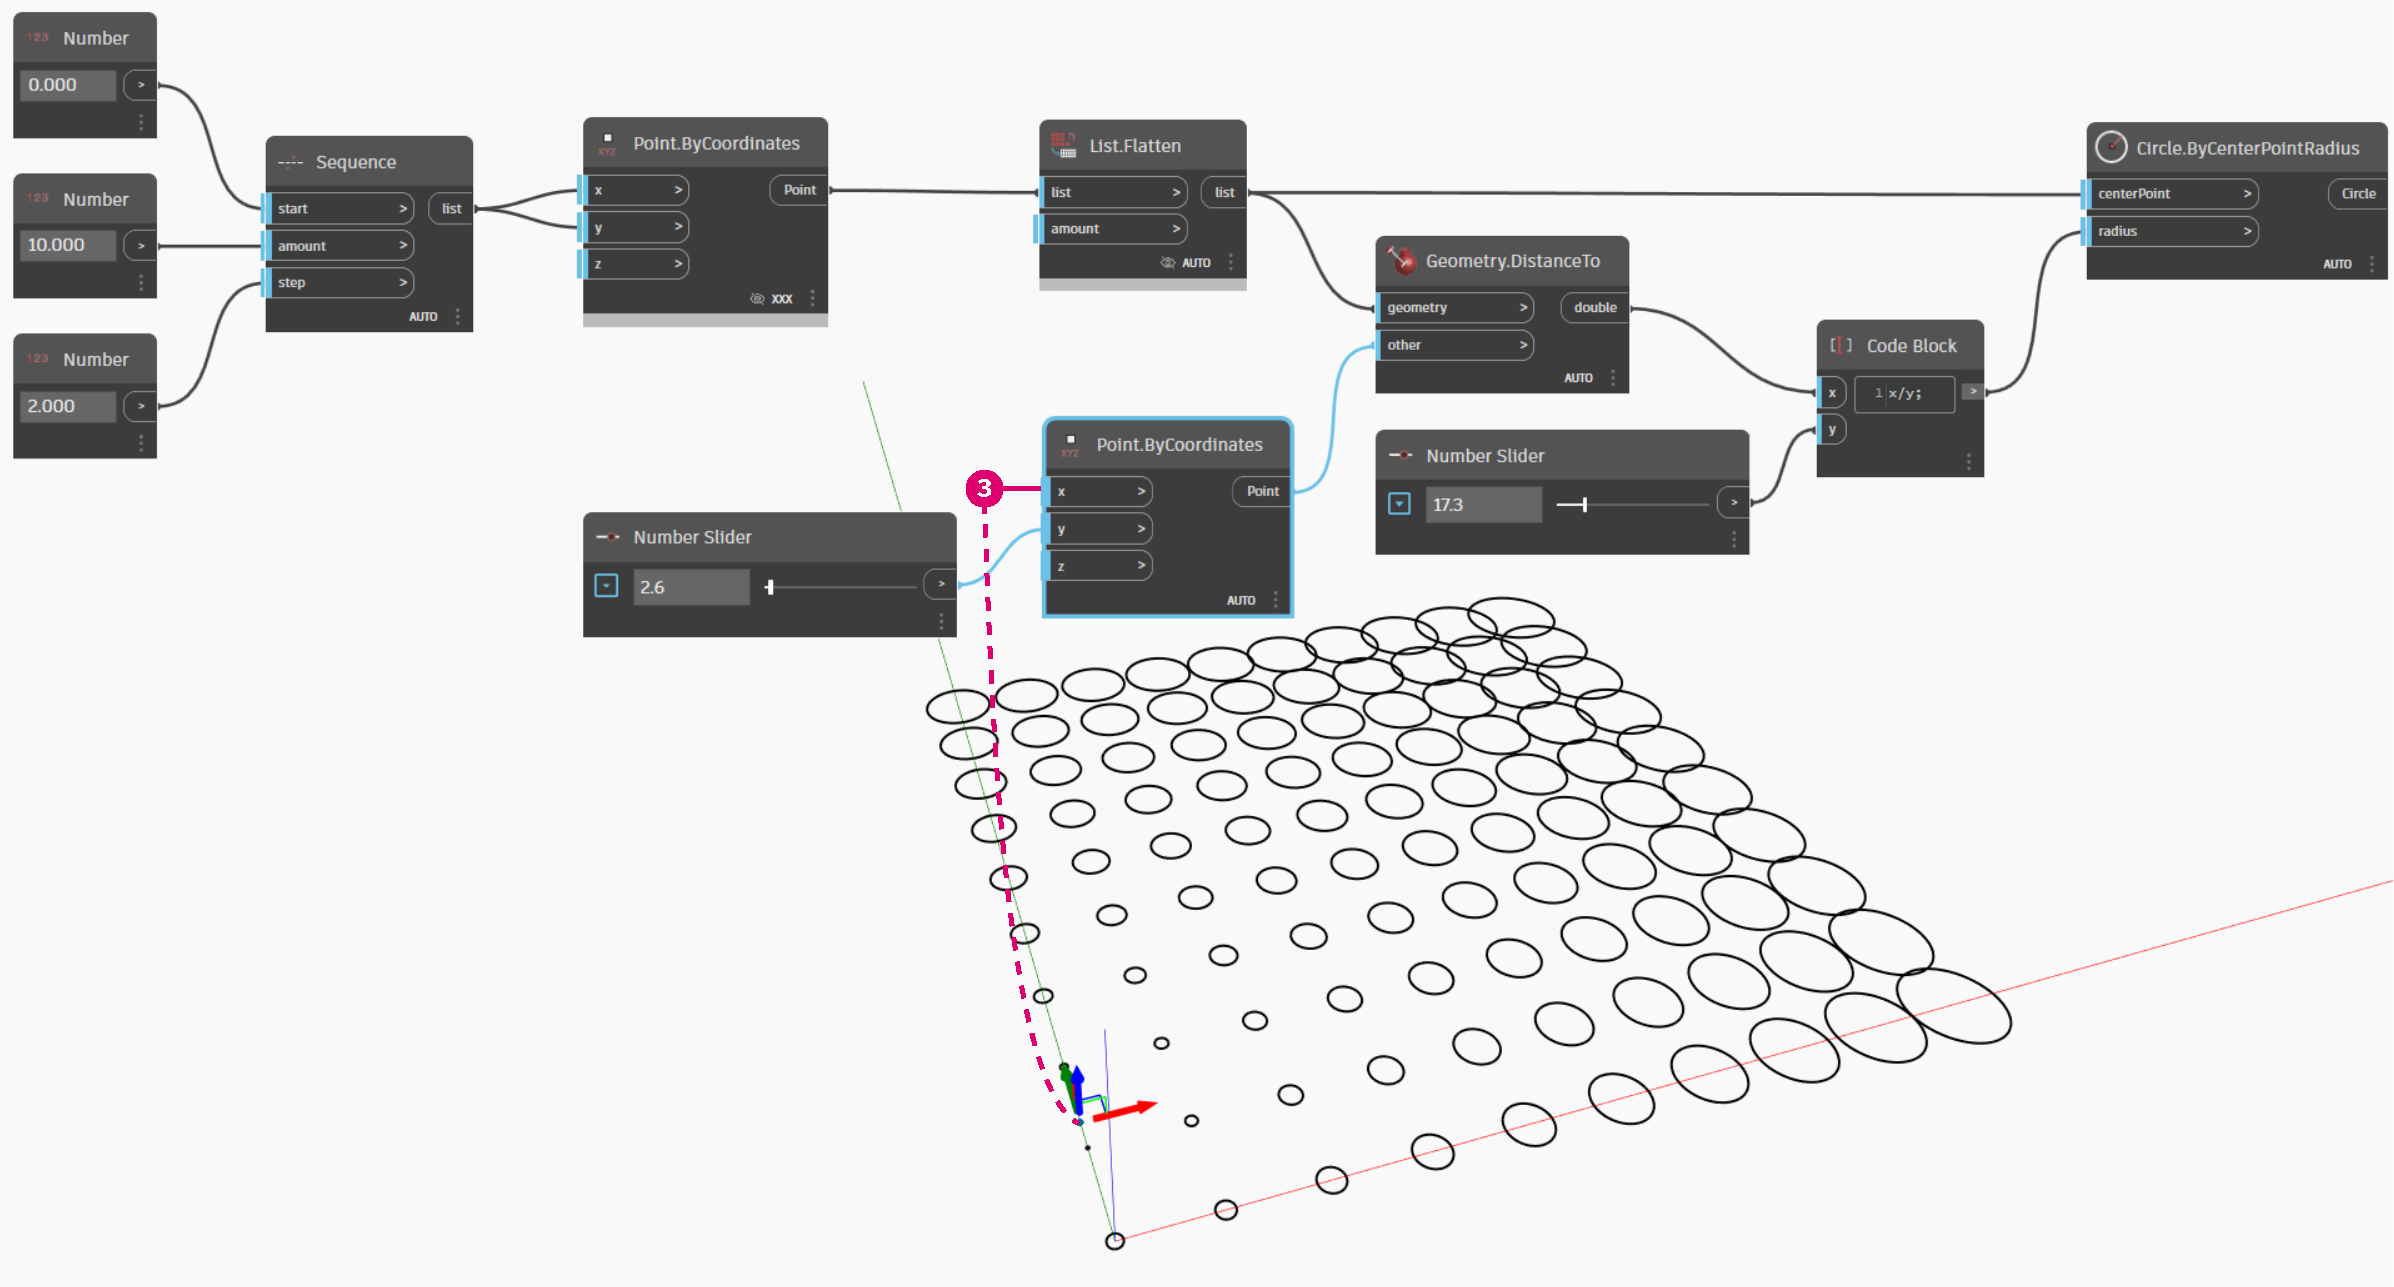 123 Number
0.000 >
123 Number
10.000 >
123 Number
2.000 >
Sequence
start > list
amount >
step >
AUTO
XYZ Point.ByCoordinates
x > Point
y >
z >
XXX
List.Flatten
list > list
amount >
AUTO
Geometry.DistanceTo
geometry > double
other >
AUTO
Circle.ByCenterPointRadius
centerPoint > Circle
radius >
AUTO
[I] Code Block
x 1 x/y; >
y
XYZ Point.ByCoordinates
3
x > Point
y >
z >
AUTO
Number Slider
17.3 >
Number Slider
2.6 >